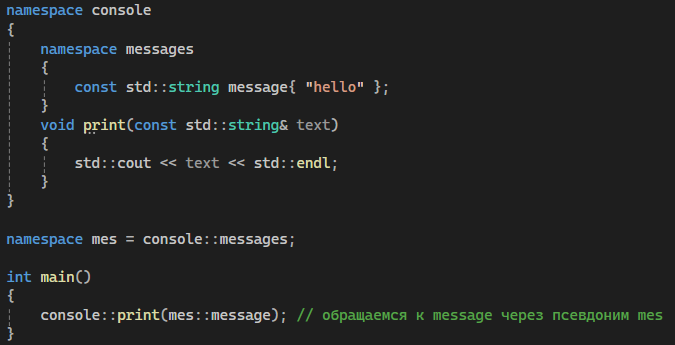 namespace console
{
    namespace messages
    {
        const std::string message{ "hello" };
    }
    void print(const std::string& text)
    {
        std::cout << text << std::endl;
    }
}

namespace mes = console::messages;

int main()
{
    console::print(mes::message); // обращаемся к message через псевдоним mes
}